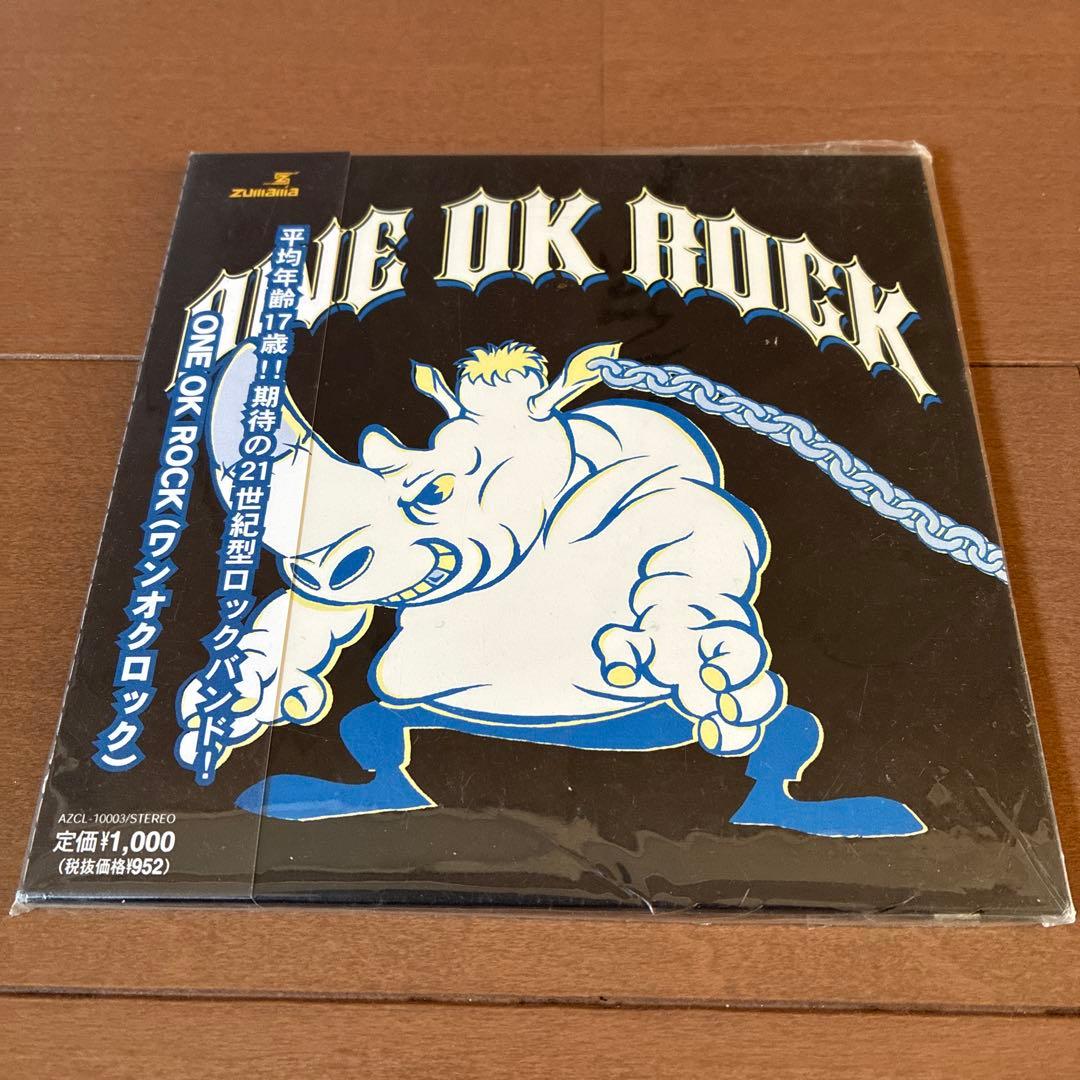 zumania
ONE OK ROCK
平均年齢17歳!!期待の21世紀型ロックバンド!
ONE OK ROCK(ワンオクロック)
AZCL-10003/STEREO
定価¥1,000
(税抜価格¥952)